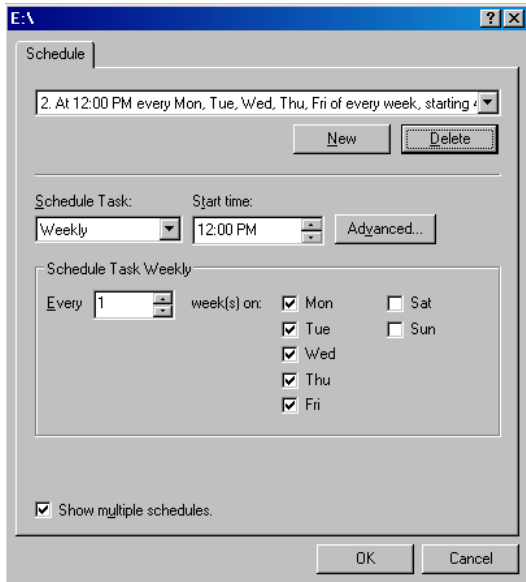 E:\
Schedule
2. At 12:00 PM every Mon, Tue, Wed, Thu, Fri of every week, starting
New Delete
Schedule Task: Start time:
Weekly 12:00 PM Advanced...
Schedule Task Weekly
Every 1 week(s) on: Mon Sat
Tue Sun
Wed
Thu
Fri
Show multiple schedules.
OK Cancel